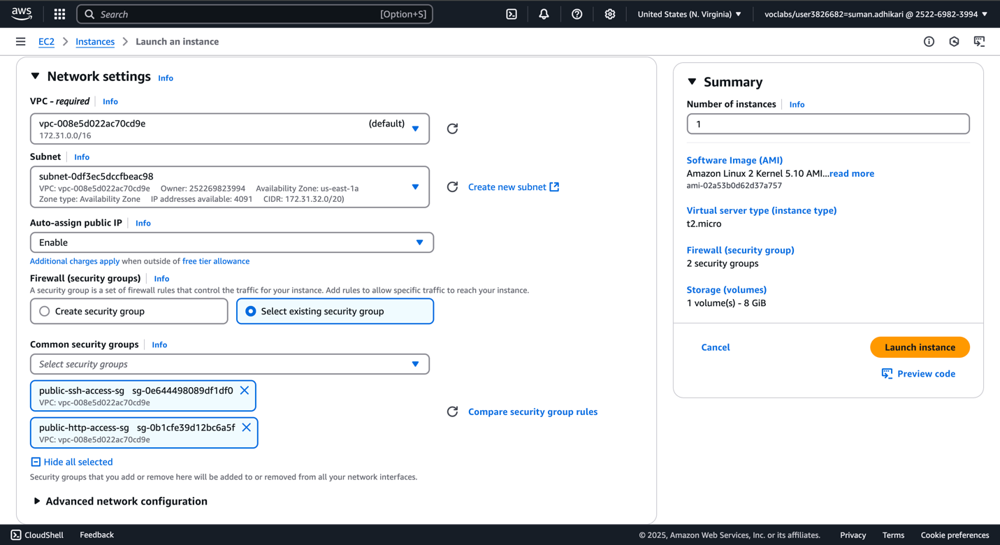 aws
Search [Option+S]
United States (N. Virginia)
voclabs/user3826682=suman.adhikari @ 2522-6982-3994
EC2
Instances
Launch an instance
Network settings Info
VPC - required Info
vpc-008e5d022ac70cd9e (default)
172.31.0.0/16
Subnet Info
subnet-0df3ec5dccfbeac98
VPC: vpc-008e5d022ac70cd9e Owner: 252269823994 Availability Zone: us-east-1a
Zone type: Availability Zone IP addresses available: 4091 CIDR: 172.31.32.0/20)
Create new subnet
Auto-assign public IP Info
Enable
Additional charges apply when outside of free tier allowance
Firewall (security groups) Info
A security group is a set of firewall rules that control the traffic for your instance. Add rules to allow specific traffic to reach your instance.
Create security group
Select existing security group
Common security groups Info
Select security groups
public-ssh-access-sg sg-0e644498089df1df0
VPC: vpc-008e5d022ac70cd9e
public-http-access-sg sg-0b1cfe39d12bc6a5f
VPC: vpc-008e5d022ac70cd9e
Compare security group rules
Hide all selected
Security groups that you add or remove here will be added to or removed from all your network interfaces.
Advanced network configuration
Summary
Number of instances Info
1
Software Image (AMI)
Amazon Linux 2 Kernel 5.10 AMI...read more
ami-02a53b0d62d37a757
Virtual server type (instance type)
t2.micro
Firewall (security group)
2 security groups
Storage (volumes)
1 volume(s) - 8 GiB
Cancel
Launch instance
Preview code
CloudShell
Feedback
© 2025, Amazon Web Services, Inc. or its affiliates.
Privacy
Terms
Cookie preferences